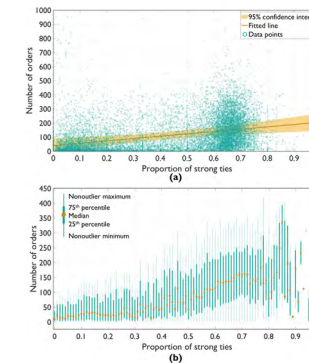 1000
900
800
700
600
500
400
300
200
100
0
Number of orders
95% confidence
Fitted line
Data points
0 0.1 0.2 0.3 0.4 0.5 0.6 0.7 0.8 0.9
Proportion of strong ties
(a)
450
400
350
300
250
200
150
100
50
0
Number of orders
Nonoutlier maximum
75th percentile
Median
25th percentile
Nonoutlier minimum
0 0.1 0.2 0.3 0.4 0.5 0.6 0.7 0.8 0.9
Proportion of strong ties
(b)